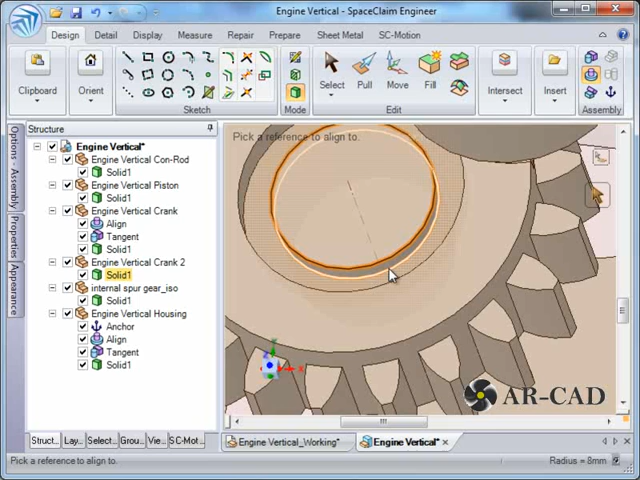 Engine Vertical - SpaceClaim Engineer
Design Detail Display Measure Repair Prepare Sheet Metal SC-Motion
Clipboard
Orient
Select Pull Move Fill
Intersect
Insert
Sketch Mode Edit Assembly
Structure
Options - Assembly
Properties
Appearance
Engine Vertical*
Engine Vertical Con-Rod
Solid1
Engine Vertical Piston
Solid1
Engine Vertical Crank
Align
Tangent
Solid1
Engine Vertical Crank 2
Solid1
internal spur gear_iso
Solid1
Engine Vertical Housing
Anchor
Align
Tangent
Solid1
Pick a reference to align to.
Y
Z
X
AR-CAD
Struct... Lay... Select... Grou... Vie... SC-Mot...
Engine Vertical_Working* Engine Vertical*
Pick a reference to align to. Radius = 8mm